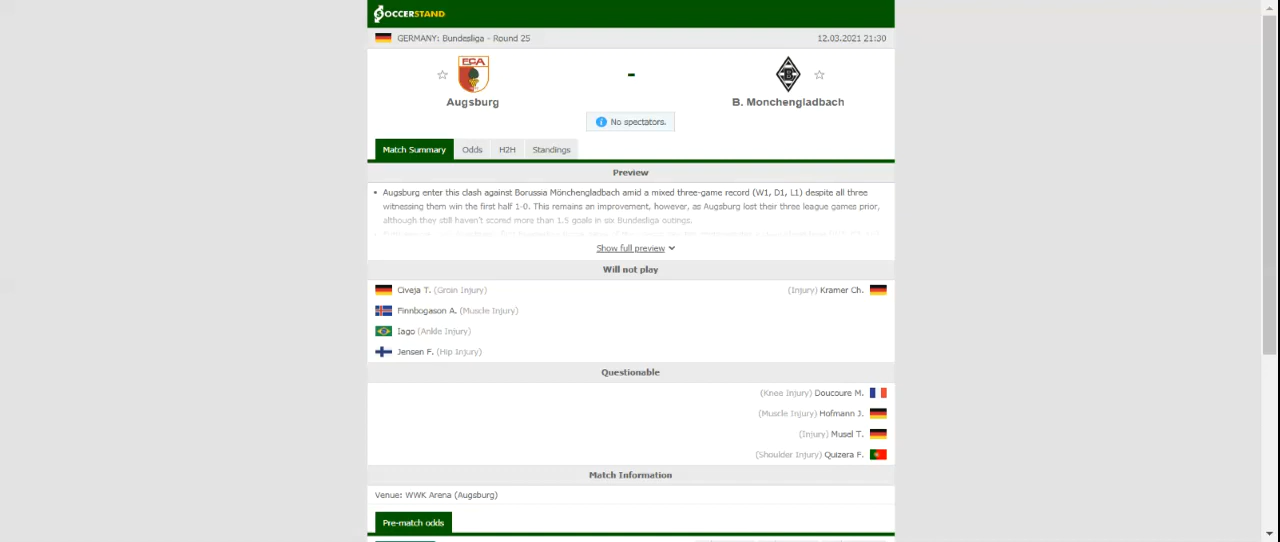 SOCCERSTAND
GERMANY: Bundesliga - Round 25
12.03.2021 21:30
FCA
-
Augsburg
B. Monchengladbach
No spectators.
Match Summary
Odds
H2H
Standings
Preview
• Augsburg enter this clash against Borussia Mönchengladbach amid a mixed three-game record (W1, D1, L1) despite all three
witnessing them win the first half 1-0. This remains an improvement, however, as Augsburg lost their three league games prior,
although they still haven't scored more than 1.5 goals in six Bundesliga outings.
Show full preview
Will not play
Civeja T. (Groin Injury)
(Injury) Kramer Ch.
Finnbogason A. (Muscle Injury)
Iago (Ankle Injury)
Jensen F. (Hip Injury)
Questionable
(Knee Injury) Doucoure M.
(Muscle Injury) Hofmann J.
(Injury) Musel T.
(Shoulder Injury) Quizera F.
Match Information
Venue: WWK Arena (Augsburg)
Pre-match odds